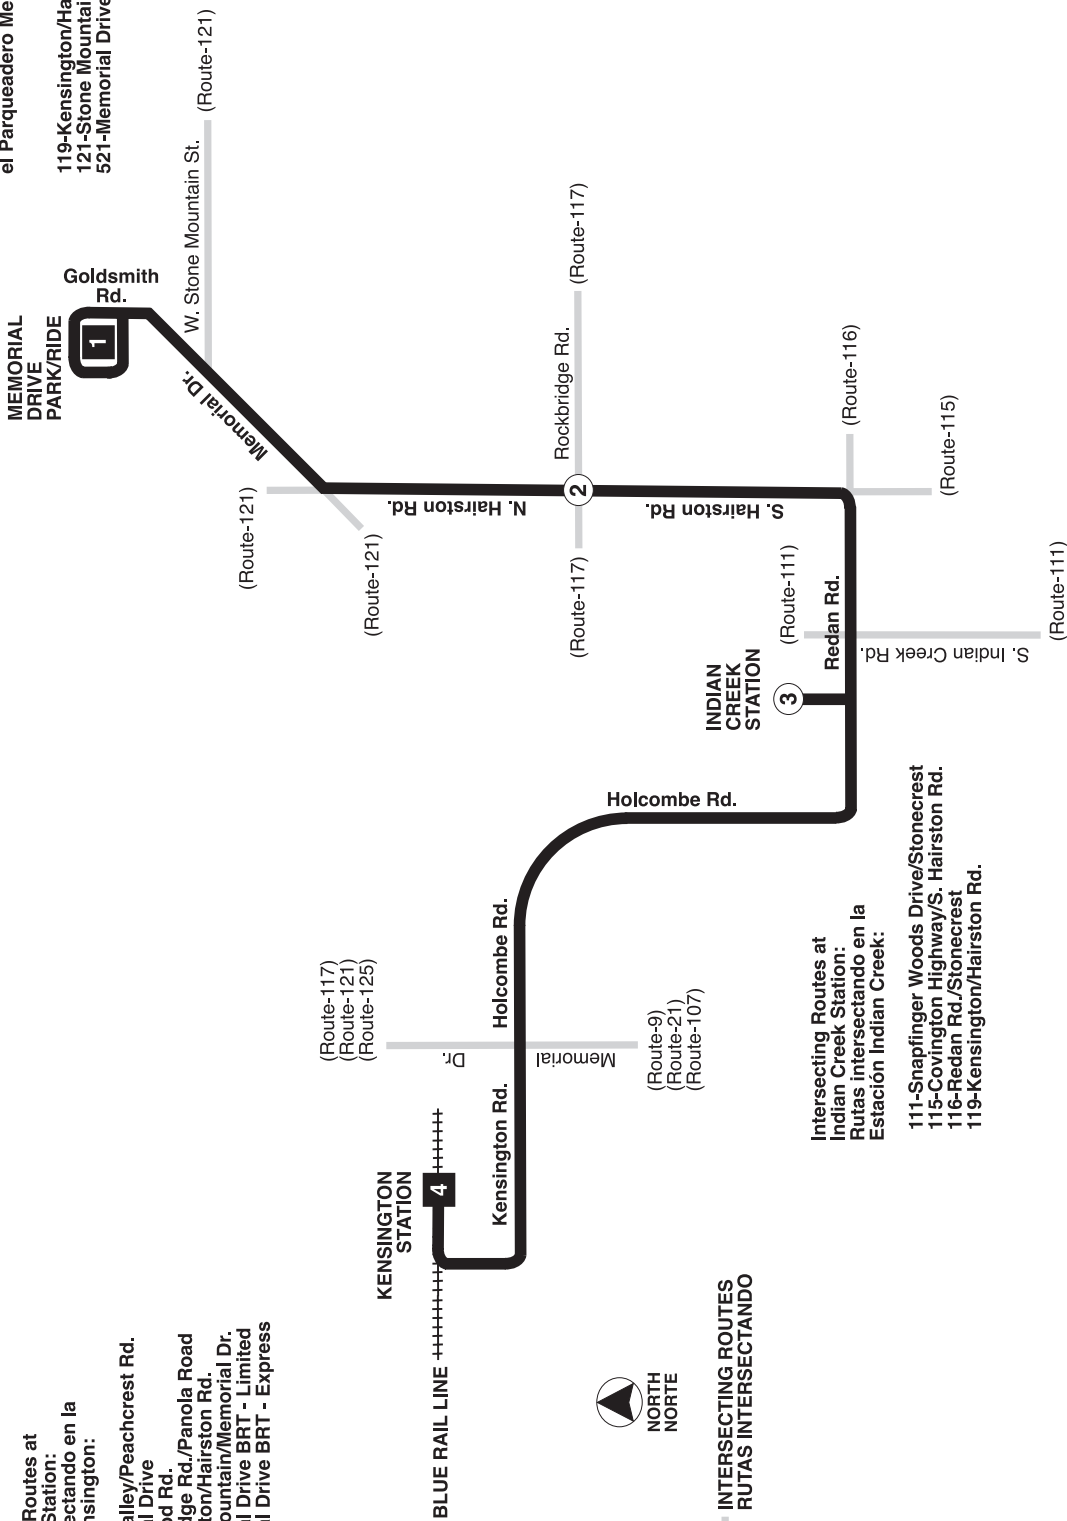 el Parqueadero Me
119-Kensington/Ha
121-Stone Mountai
521-Memorial Drive
(Route-121)
W. Stone Mountain St.
Goldsmith
Rd.
MEMORIAL
DRIVE
PARK/RIDE
1
Memorial Dr.
(Route-121)
(Route-121)
N. Hairston Rd.
(Route-117)
Rockbridge Rd.
2
(Route-117)
S. Hairston Rd.
(Route-116)
(Route-115)
(Route-111)
Redan Rd.
S. Indian Creek Rd.
(Route-111)
INDIAN
CREEK
STATION
3
Holcombe Rd.
Holcombe Rd.
(Route-117)
(Route-121)
(Route-125)
Dr.
Memorial
(Route-9)
(Route-21)
(Route-107)
Kensington Rd.
KENSINGTON
STATION
4
BLUE RAIL LINE
Intersecting Routes at
Indian Creek Station:
Rutas intersectando en la
Estación Indian Creek:
111-Snapfinger Woods Drive/Stonecrest
115-Covington Highway/S. Hairston Rd.
116-Redan Rd./Stonecrest
119-Kensington/Hairston Rd.
Routes at
Station:
ectando en la
nsington:
alley/Peachcrest Rd.
al Drive
od Rd.
dge Rd./Panola Road
ton/Hairston Rd.
ountain/Memorial Dr.
al Drive BRT - Limited
al Drive BRT - Express
NORTH
NORTE
INTERSECTING ROUTES
RUTAS INTERSECTANDO